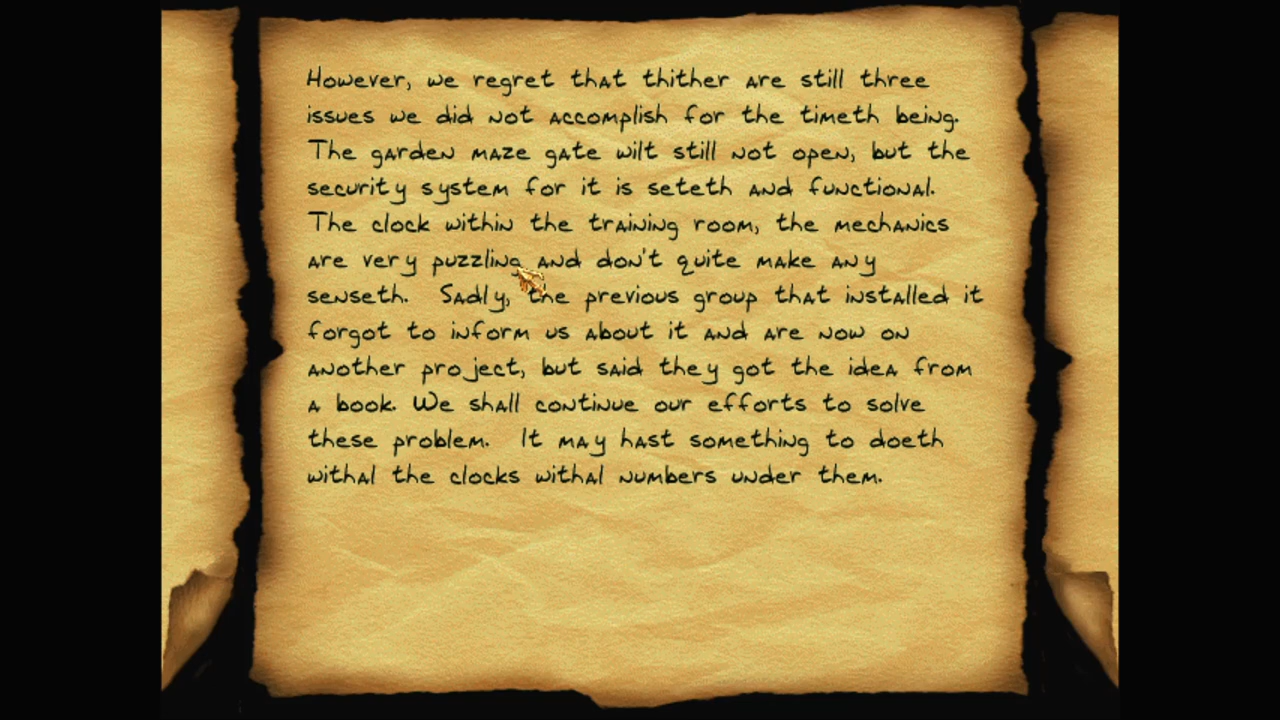 However, we regret that thither are still three
issues we did not accomplish for the timeth being.
The garden maze gate wilt still not open, but the
security system for it is seteth and functional.
The clock within the training room, the mechanics
are very puzzling and don't quite make any
senseth. Sadly, the previous group that installed it
forgot to inform us about it and are now on
another project, but said they got the idea from
a book. We shall continue our efforts to solve
these problem. It may hast something to doeth
withal the clocks withal numbers under them.